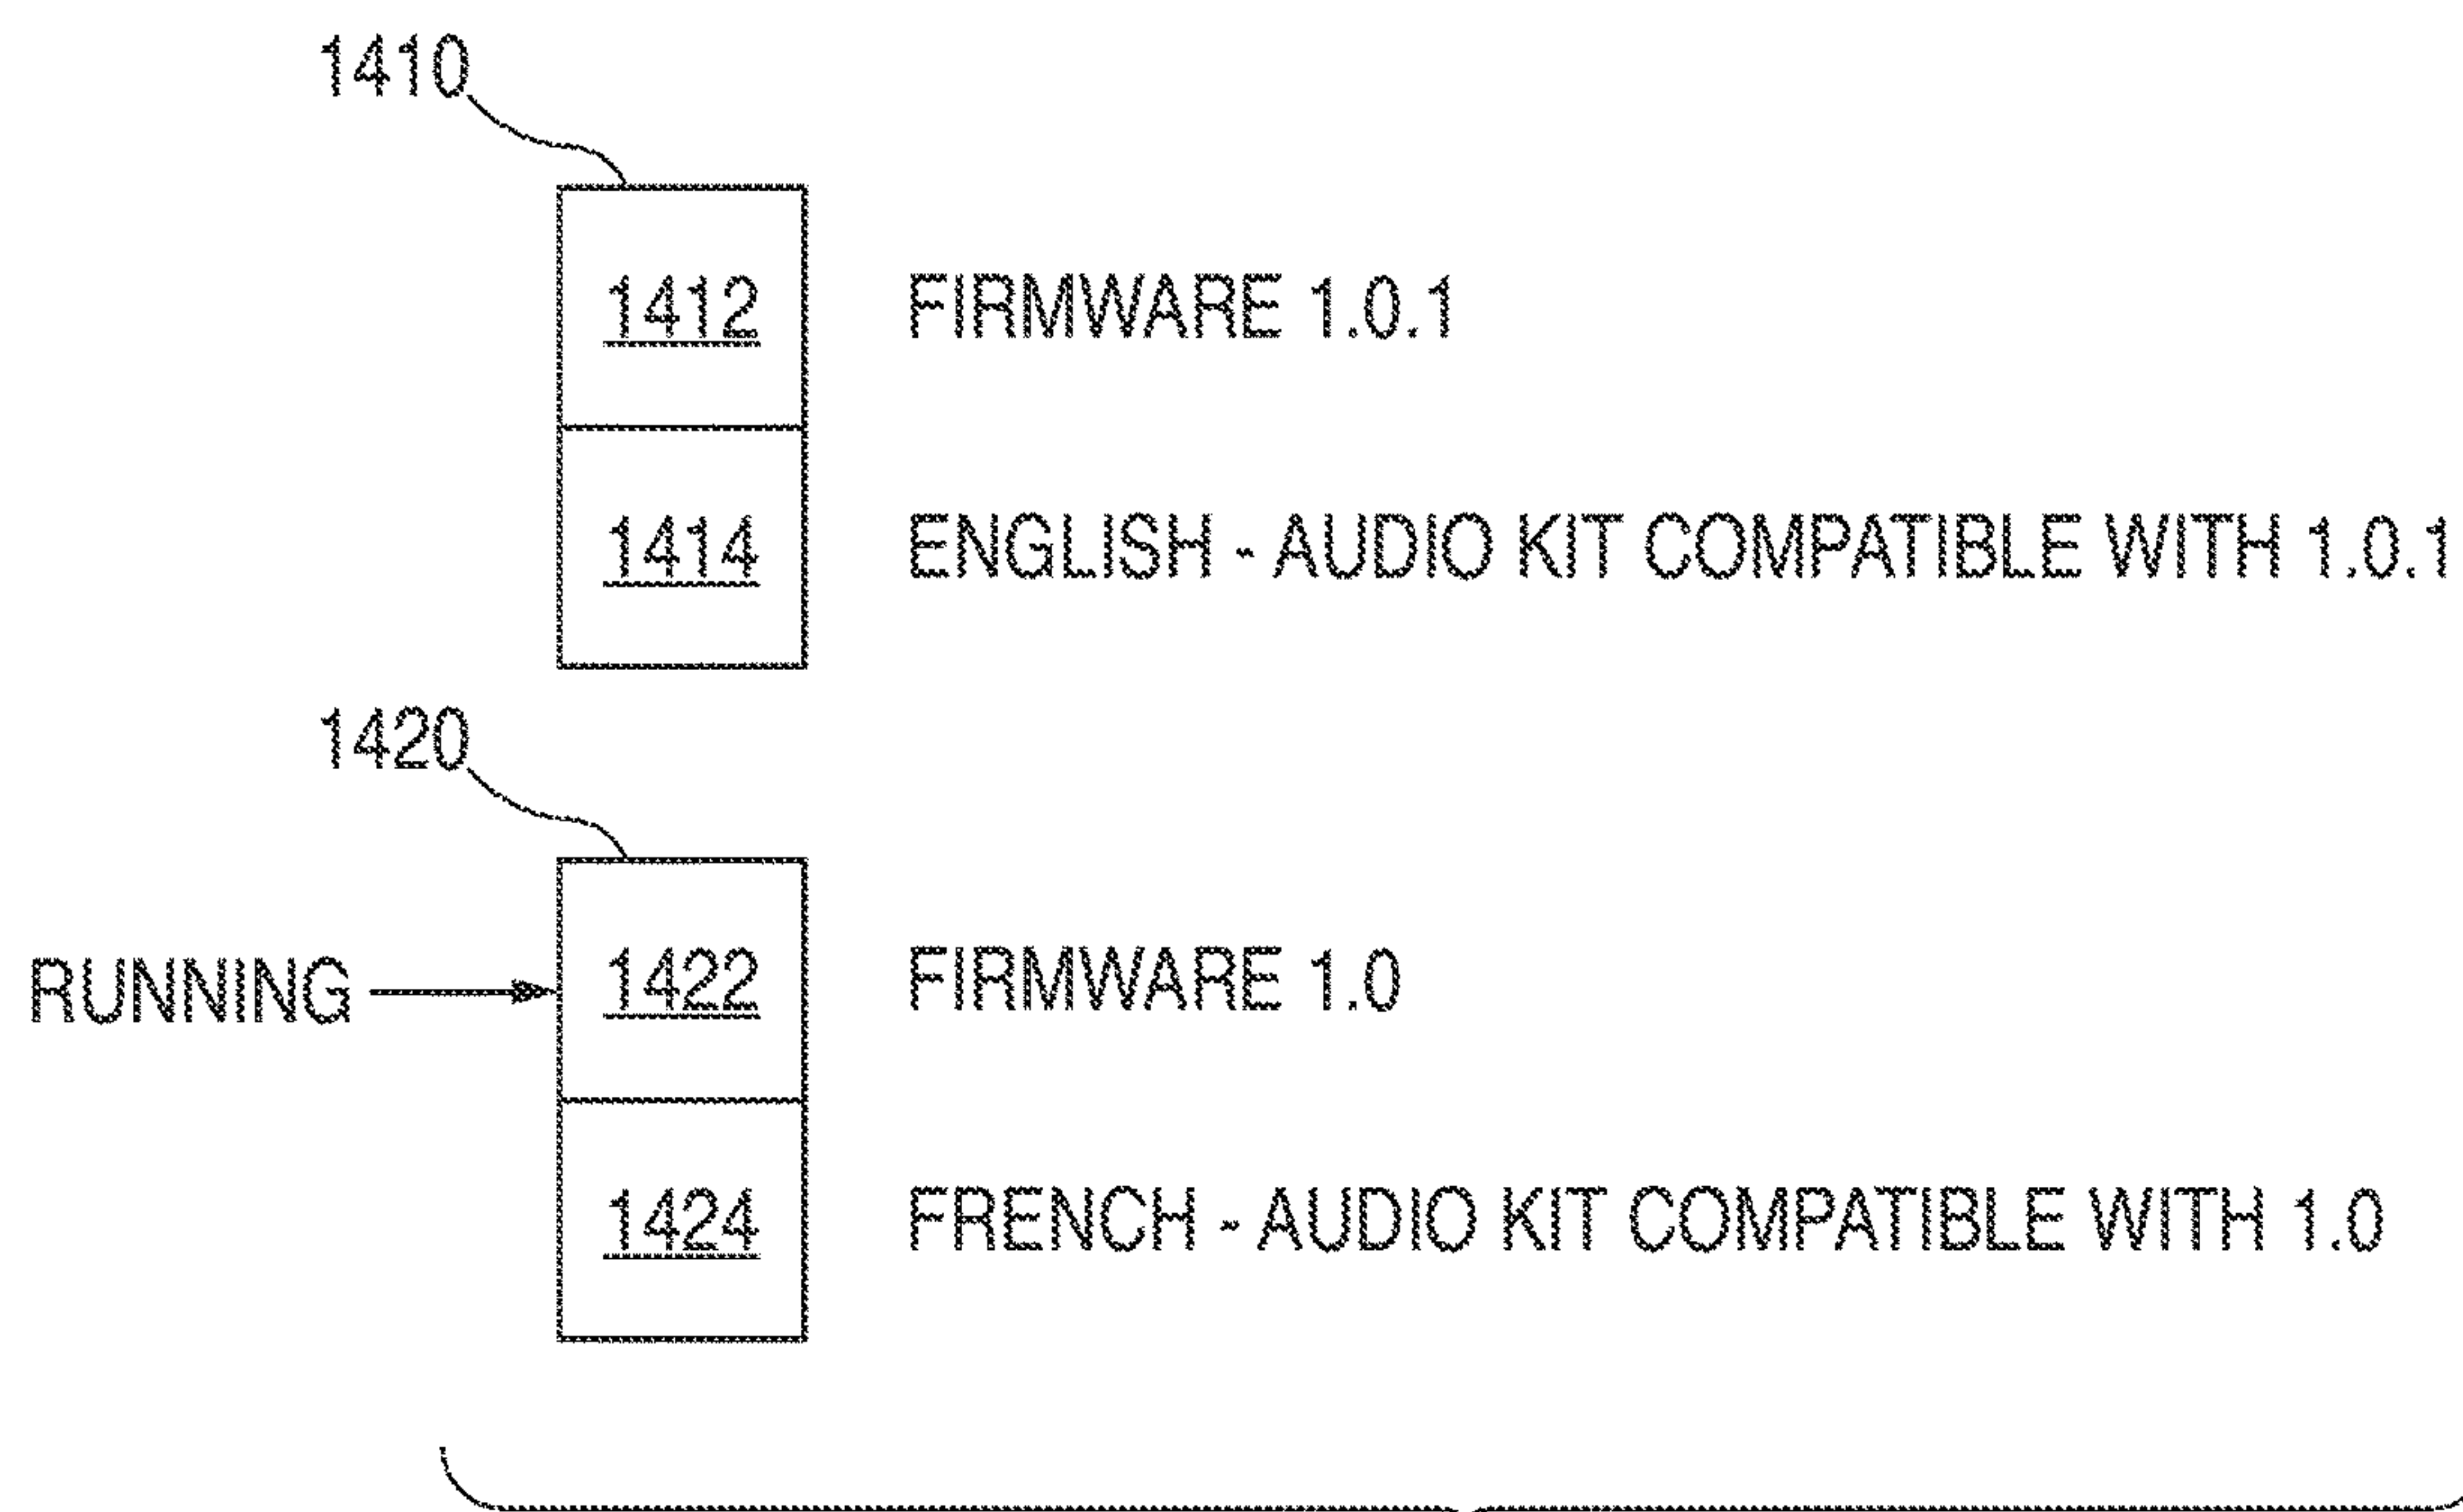 1410
1412 FIRMWARE 1.0.1
1414 ENGLISH - AUDIO KIT COMPATIBLE WITH 1.0.1
1420
RUNNING 1422 FIRMWARE 1.0
1424 FRENCH - AUDIO KIT COMPATIBLE WITH 1.0